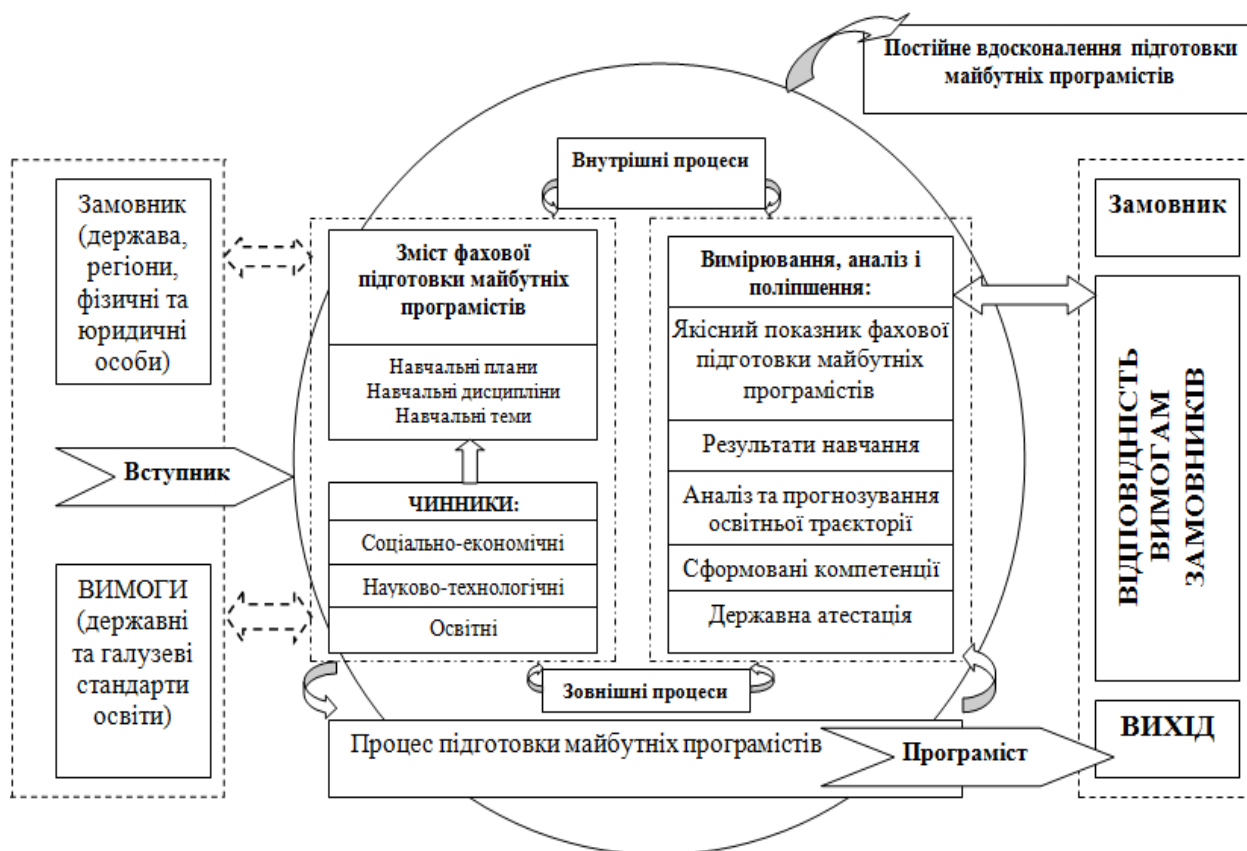 Постійне вдосконалення підготовки
майбутніх програмістів
Внутрішні процеси
Замовник
(держава,
регіони,
фізичні та
юридичні
особи)
Вступник
ВИМОГИ
(державні
та галузеві
стандарти
освіти)
Зміст фахової
підготовки майбутніх
програмістів
Навчальні плани
Навчальні дисципліни
Навчальні теми
ЧИННИКИ:
Соціально-економічні
Науково-технологічні
Освітні
Вимірювання, аналіз і
поліпшення:
Якісний показник фахової
підготовки майбутніх
програмістів
Результати навчання
Аналіз та прогнозування
освітньої траєкторії
Сформовані компетенції
Державна атестація
Зовнішні процеси
Процес підготовки майбутніх програмістів
Програміст
Замовник
ВІДПОВІДНІСТЬ
ВИМОГАМ
ЗАМОВНИКІВ
ВИХІД